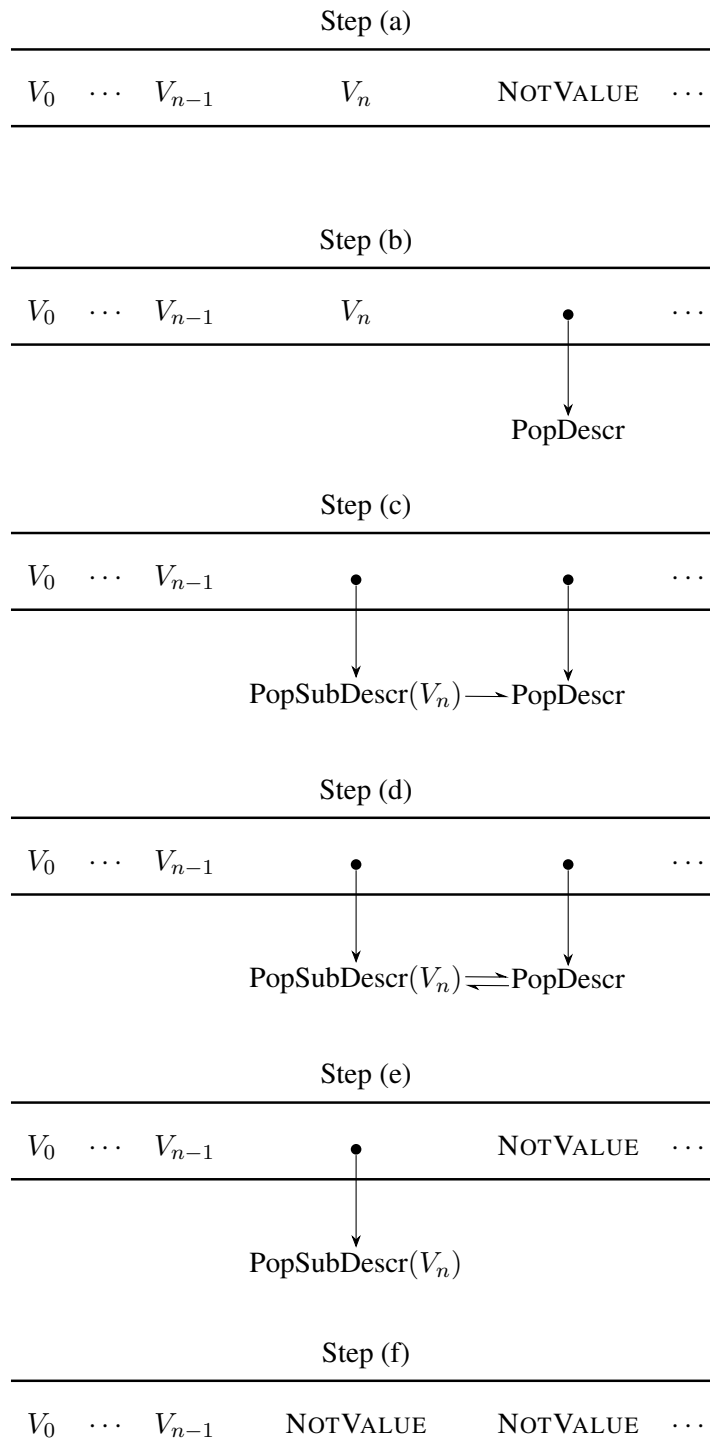 Step (a)
V₀ ⋯ Vₙ₋₁ Vₙ NOTVALUE ⋯
Step (b)
V₀ ⋯ Vₙ₋₁ Vₙ ⋯
PopDescr
Step (c)
V₀ ⋯ Vₙ₋₁ ⋯
PopSubDescr(Vₙ) PopDescr
Step (d)
V₀ ⋯ Vₙ₋₁ ⋯
PopSubDescr(Vₙ) PopDescr
Step (e)
V₀ ⋯ Vₙ₋₁ NOTVALUE ⋯
PopSubDescr(Vₙ)
Step (f)
V₀ ⋯ Vₙ₋₁ NOTVALUE NOTVALUE ⋯